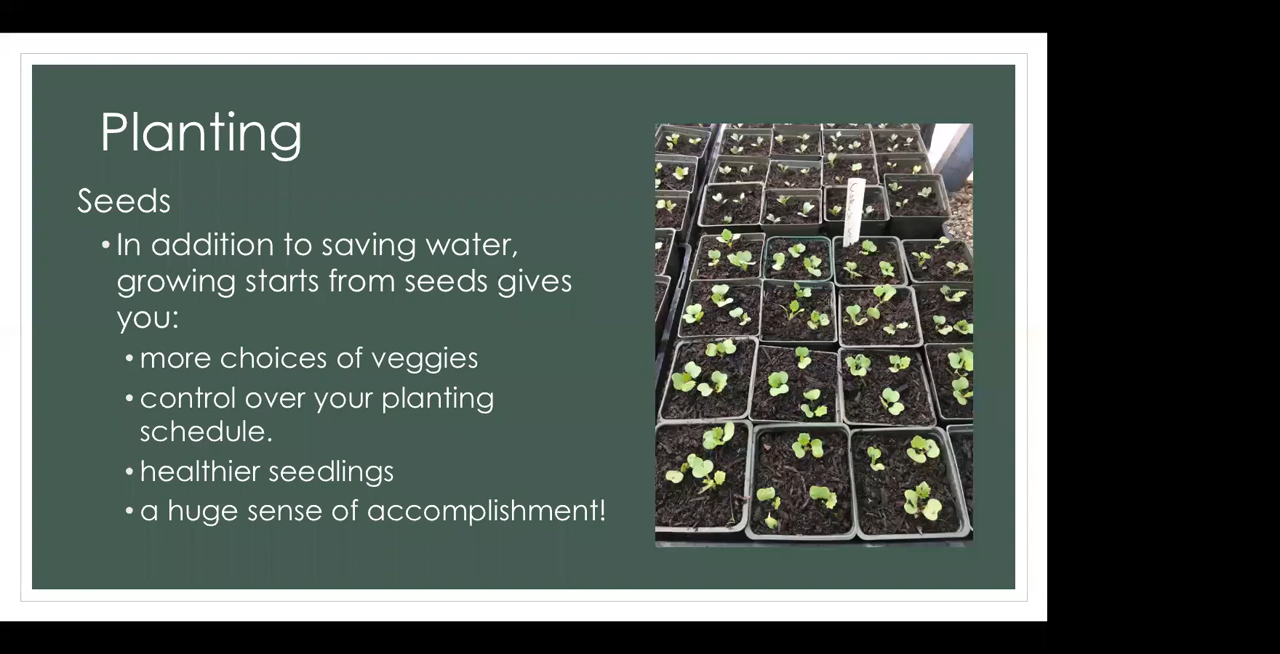 Planting
Seeds
• In addition to saving water,
growing starts from seeds gives
you:
• more choices of veggies
• control over your planting
schedule.
• healthier seedlings
• a huge sense of accomplishment!